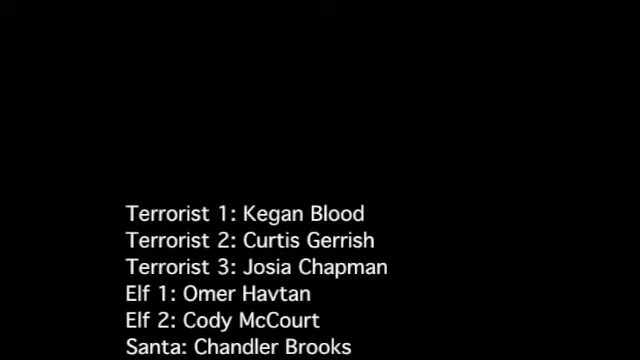 Terrorist 1: Kegan Blood
Terrorist 2: Curtis Gerrish
Terrorist 3: Josia Chapman
Elf 1: Omer Havtan
Elf 2: Cody McCourt
Santa: Chandler Brooks